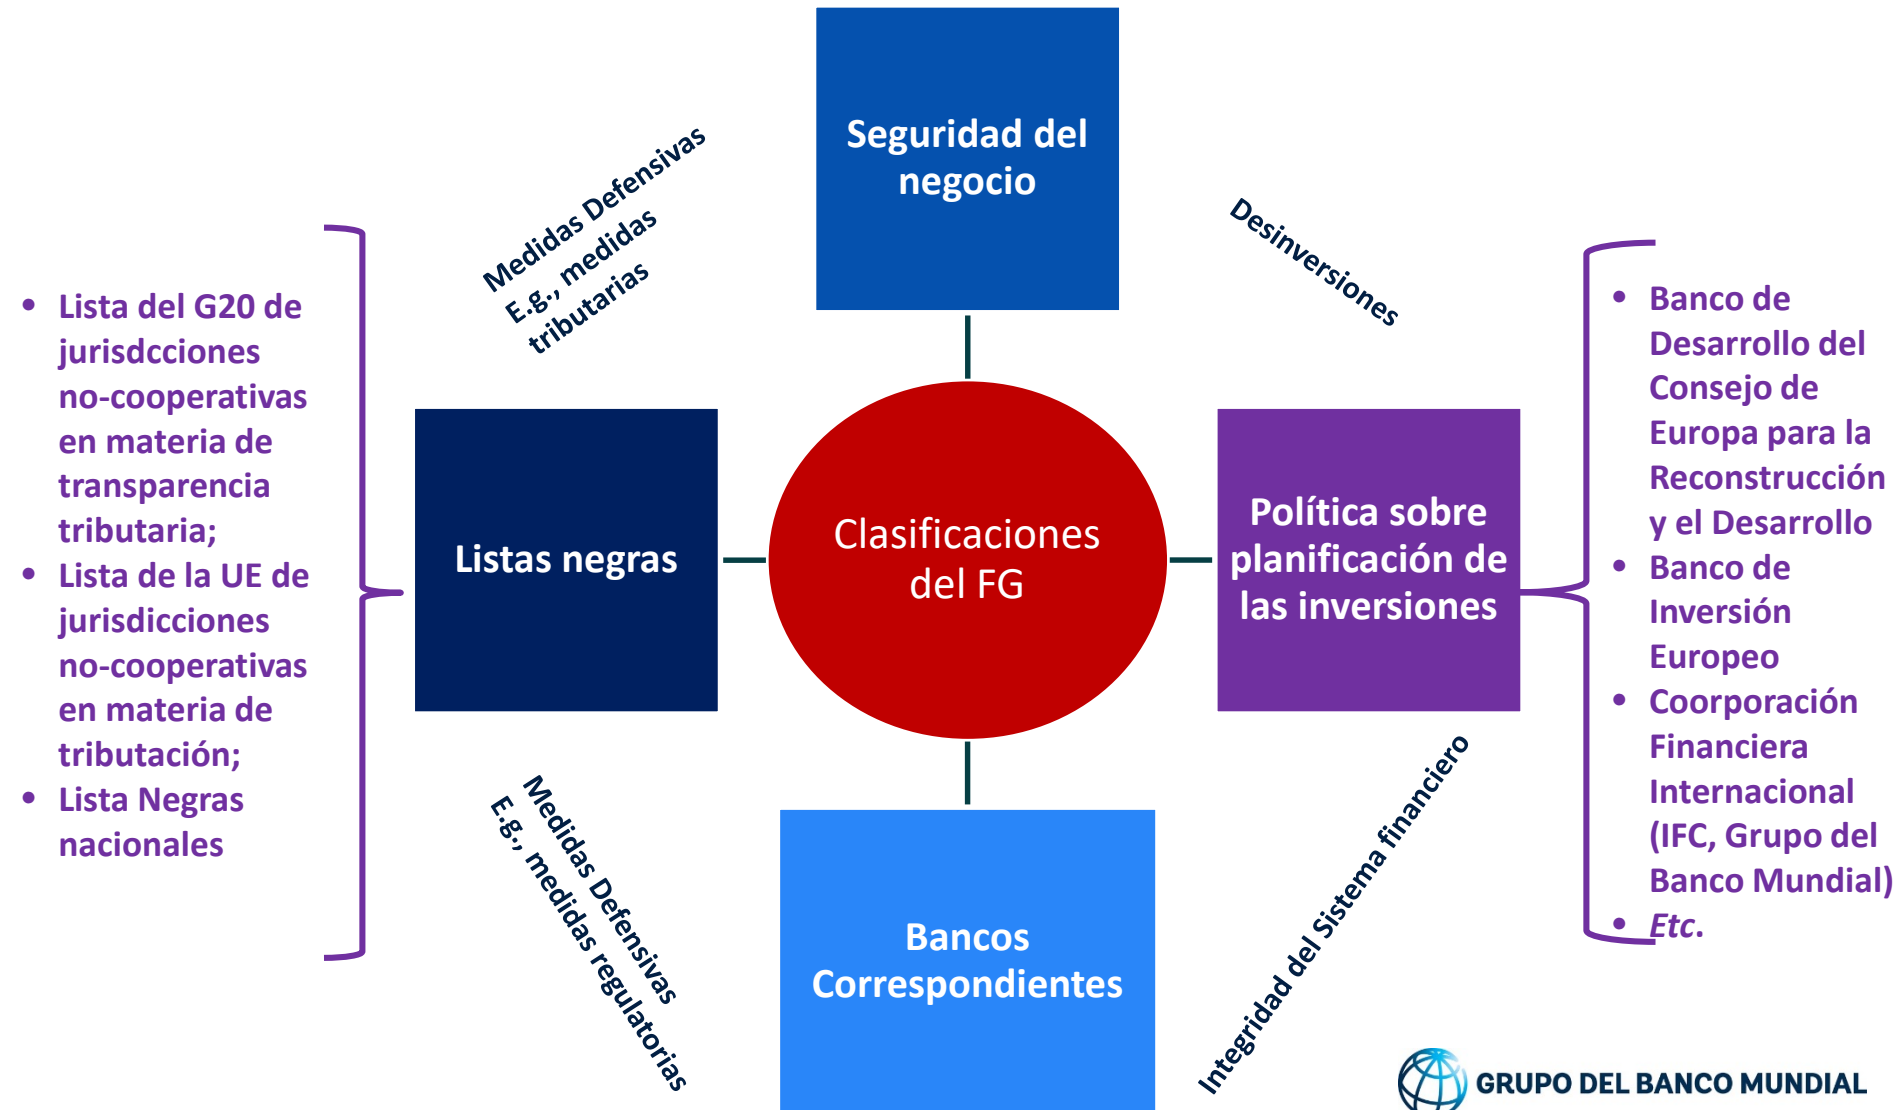 Seguridad del
negocio
Medidas Defensivas
E.g., medidas
tributarias
Desinversiones
• Lista del G20 de
jurisdcciones
no-cooperativas
en materia de
transparencia
tributaria;
• Lista de la UE de
jurisdicciones
no-cooperativas
en materia de
tributación;
• Lista Negras
nacionales
Listas negras
Clasificaciones
del FG
Política sobre
planificación de
las inversiones
• Banco de
Desarrollo del
Consejo de
Europa para la
Reconstrucción
y el Desarrollo
• Banco de
Inversión
Europeo
• Coorporación
Financiera
Internacional
(IFC, Grupo del
Banco Mundial)
• Etc.
Medidas Defensivas
E.g., medidas regulatorias
Bancos
Correspondientes
Integridad del Sistema financiero
GRUPO DEL BANCO MUNDIAL